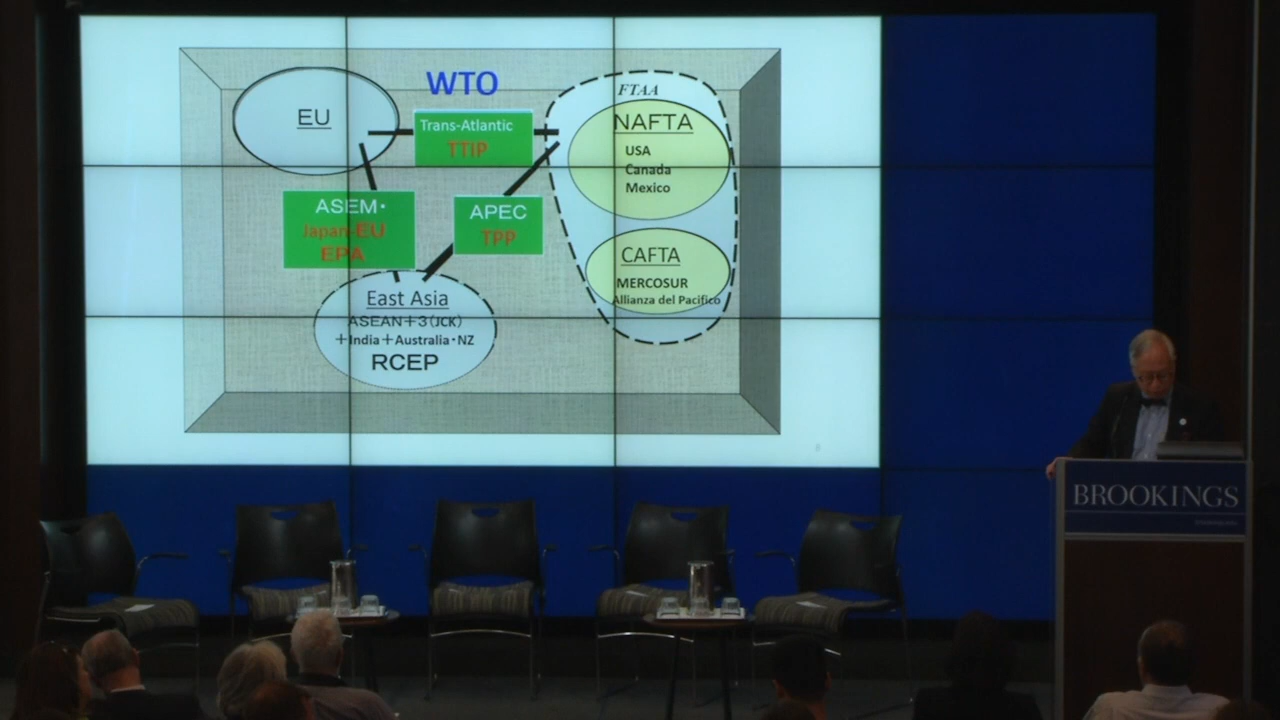 WTO
EU
Trans-Atlantic
TTIP
FTAA
NAFTA
USA
Canada
Mexico
ASEM・
Japan-EU
EPA
APEC
TPP
CAFTA
MERCOSUR
Allianza del Pacifico
East Asia
ASEAN+3(JCK)
+India+Australia・NZ
RCEP
BROOKINGS